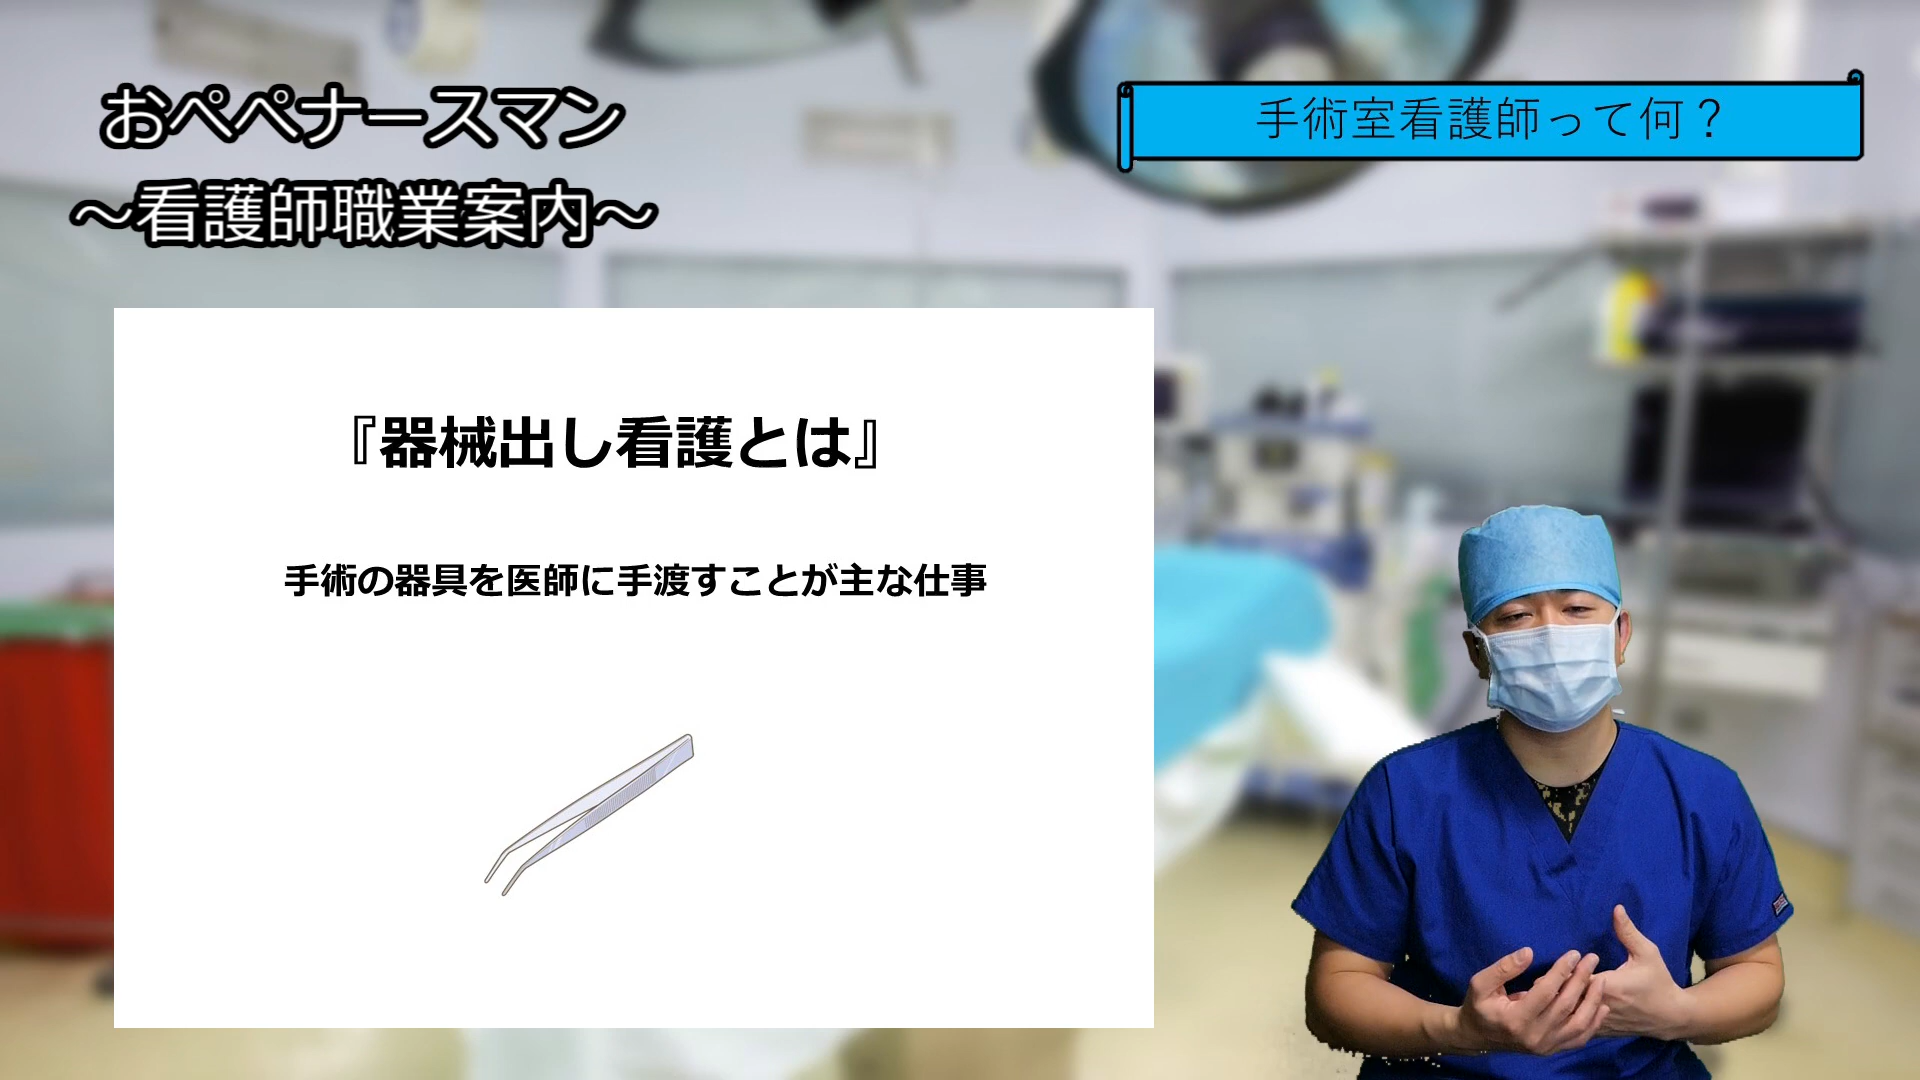 おペペナースマン
～看護師職業案内～
手術室看護師って何？
『器械出し看護とは』
手術の器具を医師に手渡すことが主な仕事